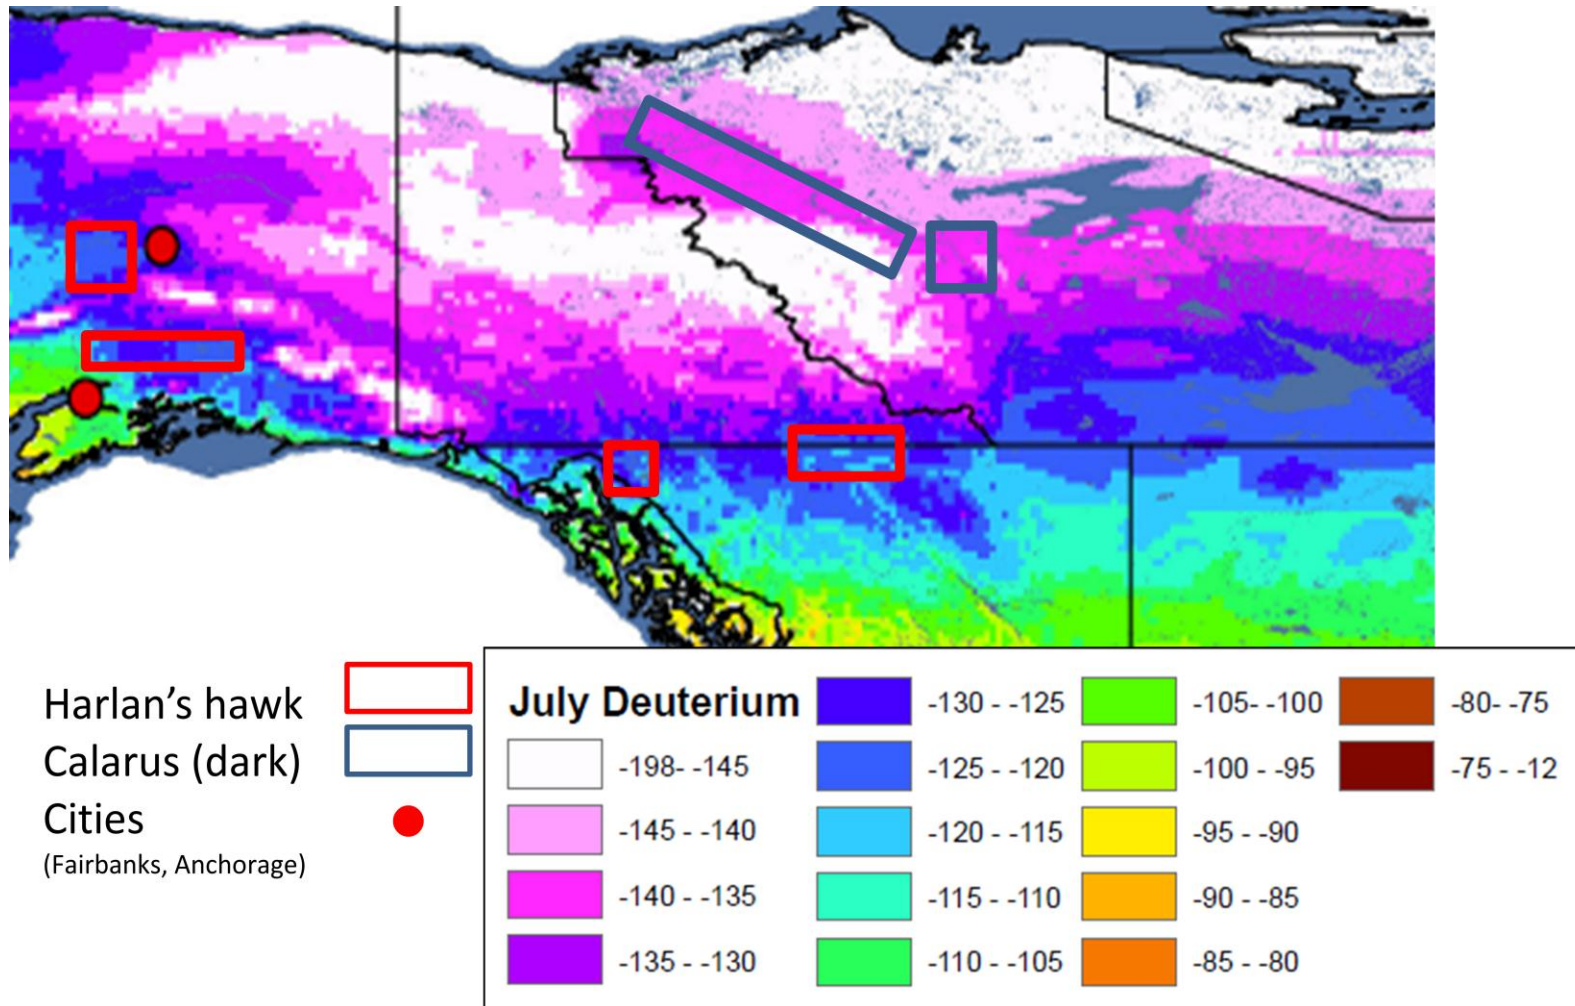 Harlan's hawk
Calarus (dark)
Cities
(Fairbanks, Anchorage)
July Deuterium
-198- -145
-145 - -140
-140 - -135
-135 - -130
-130 - -125
-125 - -120
-120 - -115
-115 - -110
-110 - -105
-105- -100
-100 - -95
-95 - -90
-90 - -85
-85 - -80
-80- -75
-75 - -12